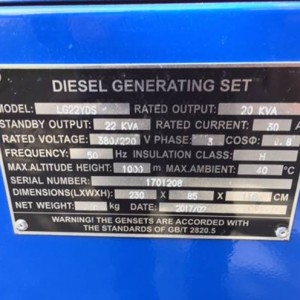 DIESEL GENERATING SET
MODEL: LG22YDS RATED OUTPUT: 20 KVA
STANDBY OUTPUT: 22 KVA RATED CURRENT: 30 A
RATED VOLTAGE: 380/220 V PHASE: 3 COSΦ: 0.8
FREQUENCY: 50 Hz INSULATION CLASS: H
MAX.ALTITUDE HEIGHT: 1000 m MAX.AMBIENT: 40 °C
SERIAL NUMBER: 1701206
DIMENSIONS(LXWXH): 230 × 85 × CM
NET WEIGHT: kg DATE: 2017/02
WARNING! THE GENSETS ARE ACCORDED WITH
THE STANDARDS OF GB/T 2820.5